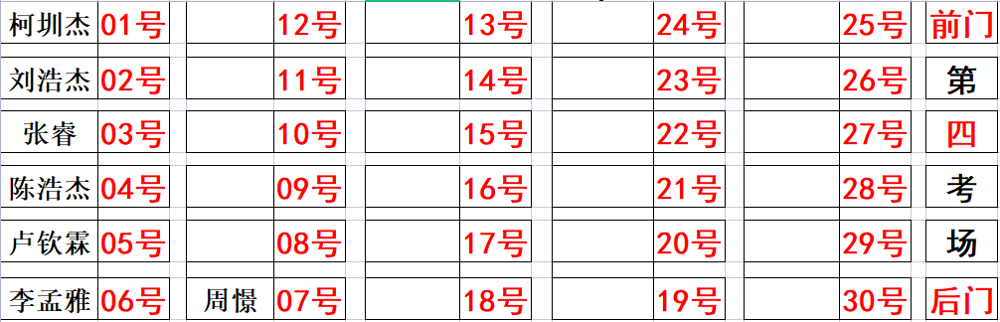 柯圳杰 01号 12号 13号 24号 25号 前门
刘浩杰 02号 11号 14号 23号 26号 第
张睿 03号 10号 15号 22号 27号 四
陈浩杰 04号 09号 16号 21号 28号 考
卢钦霖 05号 08号 17号 20号 29号 场
李孟雅 06号 周憬 07号 18号 19号 30号 后门